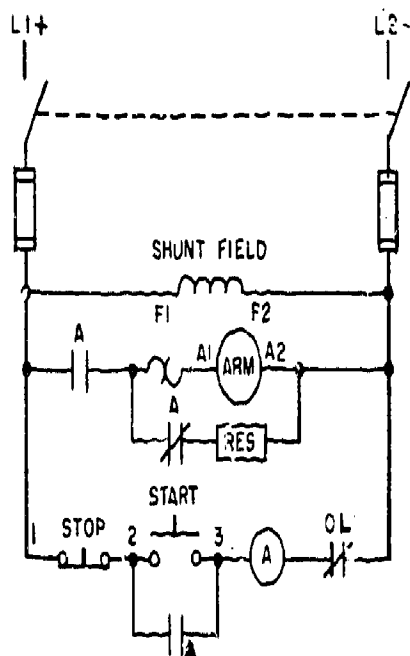 L1+ L2-
SHUNT FIELD
F1 F2
A
A1 ARM A2
A
RES
START
1 STOP 2 3 A OL